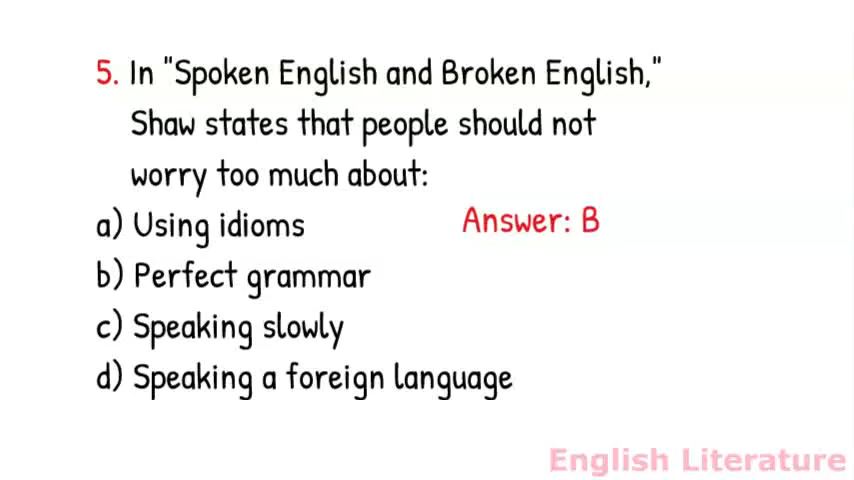 5. In "Spoken English and Broken English,"
Shaw states that people should not
worry too much about:
a) Using idioms
Answer: B
b) Perfect grammar
c) Speaking slowly
d) Speaking a foreign language
English Literature